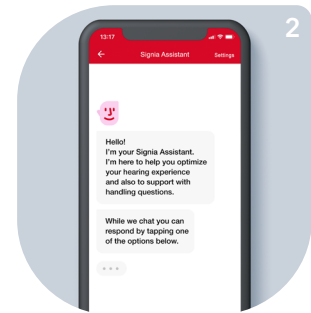 2
13:17
Signia Assistant
Settings
Hello!
I'm your Signia Assistant.
I'm here to help you optimize
your hearing experience
and also to support with
handling questions.
While we chat you can
respond by tapping one
of the options below.